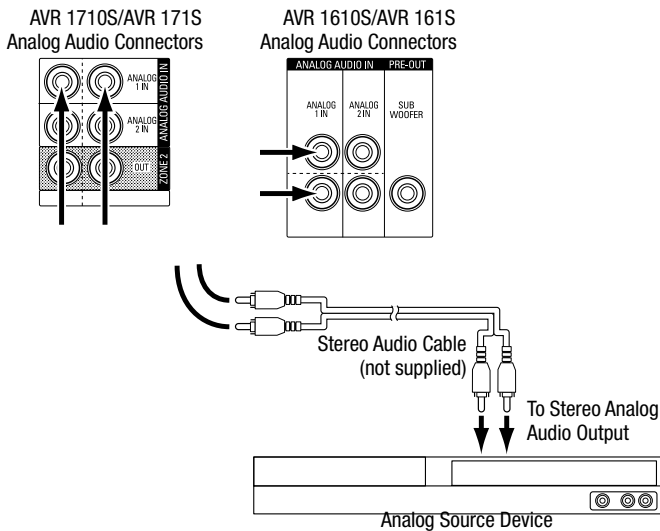 AVR 1710S/AVR 171S
Analog Audio Connectors
ANALOG
1 IN
ANALOG
2 IN
OUT
ANALOG AUDIO IN
ZONE 2
AVR 1610S/AVR 161S
Analog Audio Connectors
ANALOG AUDIO IN
PRE-OUT
ANALOG
1 IN
ANALOG
2 IN
SUB
WOOFER
Stereo Audio Cable
(not supplied)
To Stereo Analog
Audio Output
Analog Source Device